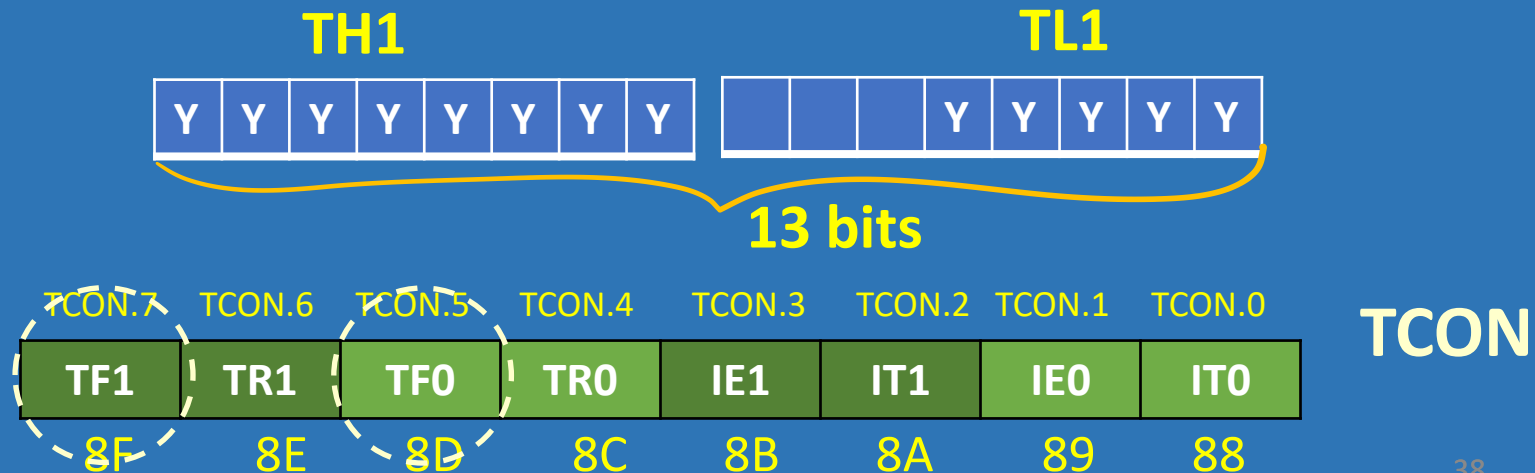 TH1 TL1
Y Y Y Y Y Y Y Y Y Y Y Y Y
13 bits
TCON.7 TCON.6 TCON.5 TCON.4 TCON.3 TCON.2 TCON.1 TCON.0
TCON
TF1 TR1 TF0 TR0 IE1 IT1 IE0 IT0
8F 8E 8D 8C 8B 8A 89 88
38